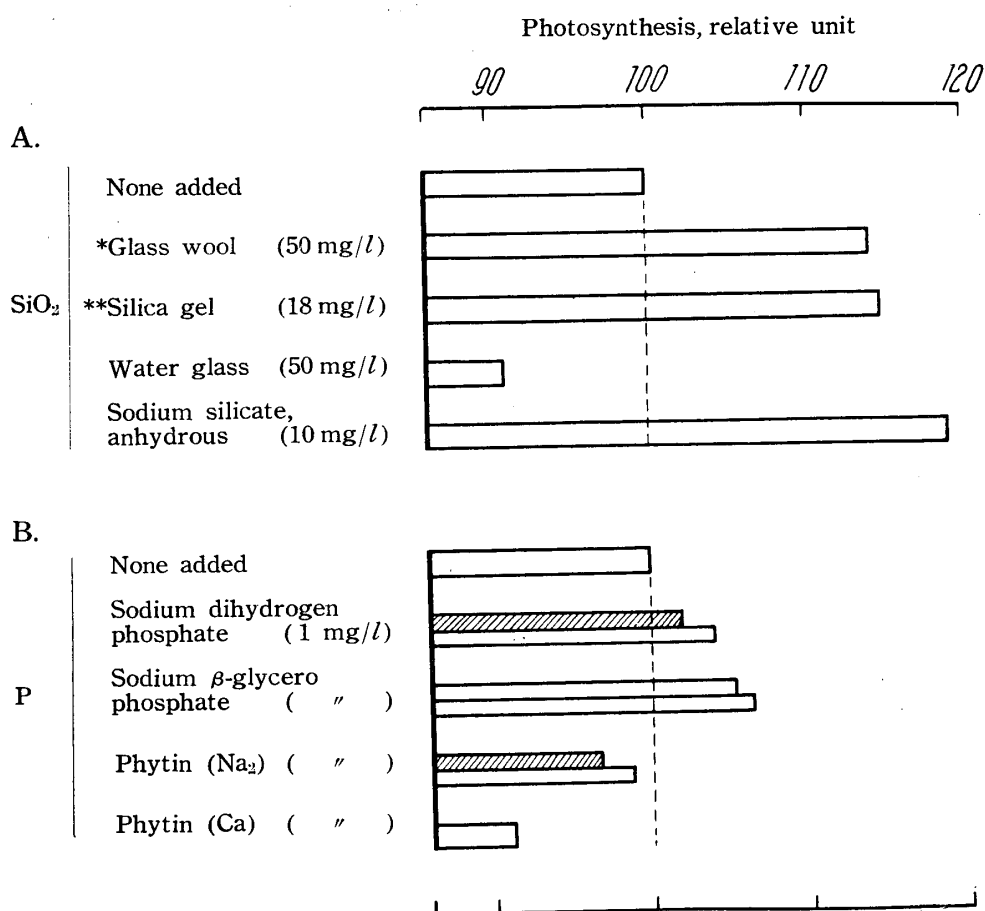 Photosynthesis, relative unit
90 100 110 120
A.
None added
*Glass wool (50 mg/l)
SiO₂ **Silica gel (18 mg/l)
Water glass (50 mg/l)
Sodium silicate,
anhydrous (10 mg/l)
B.
None added
Sodium dihydrogen
phosphate (1 mg/l)
Sodium β-glycero
P phosphate ( 〃 )
Phytin (Na₂) ( 〃 )
Phytin (Ca) ( 〃 )